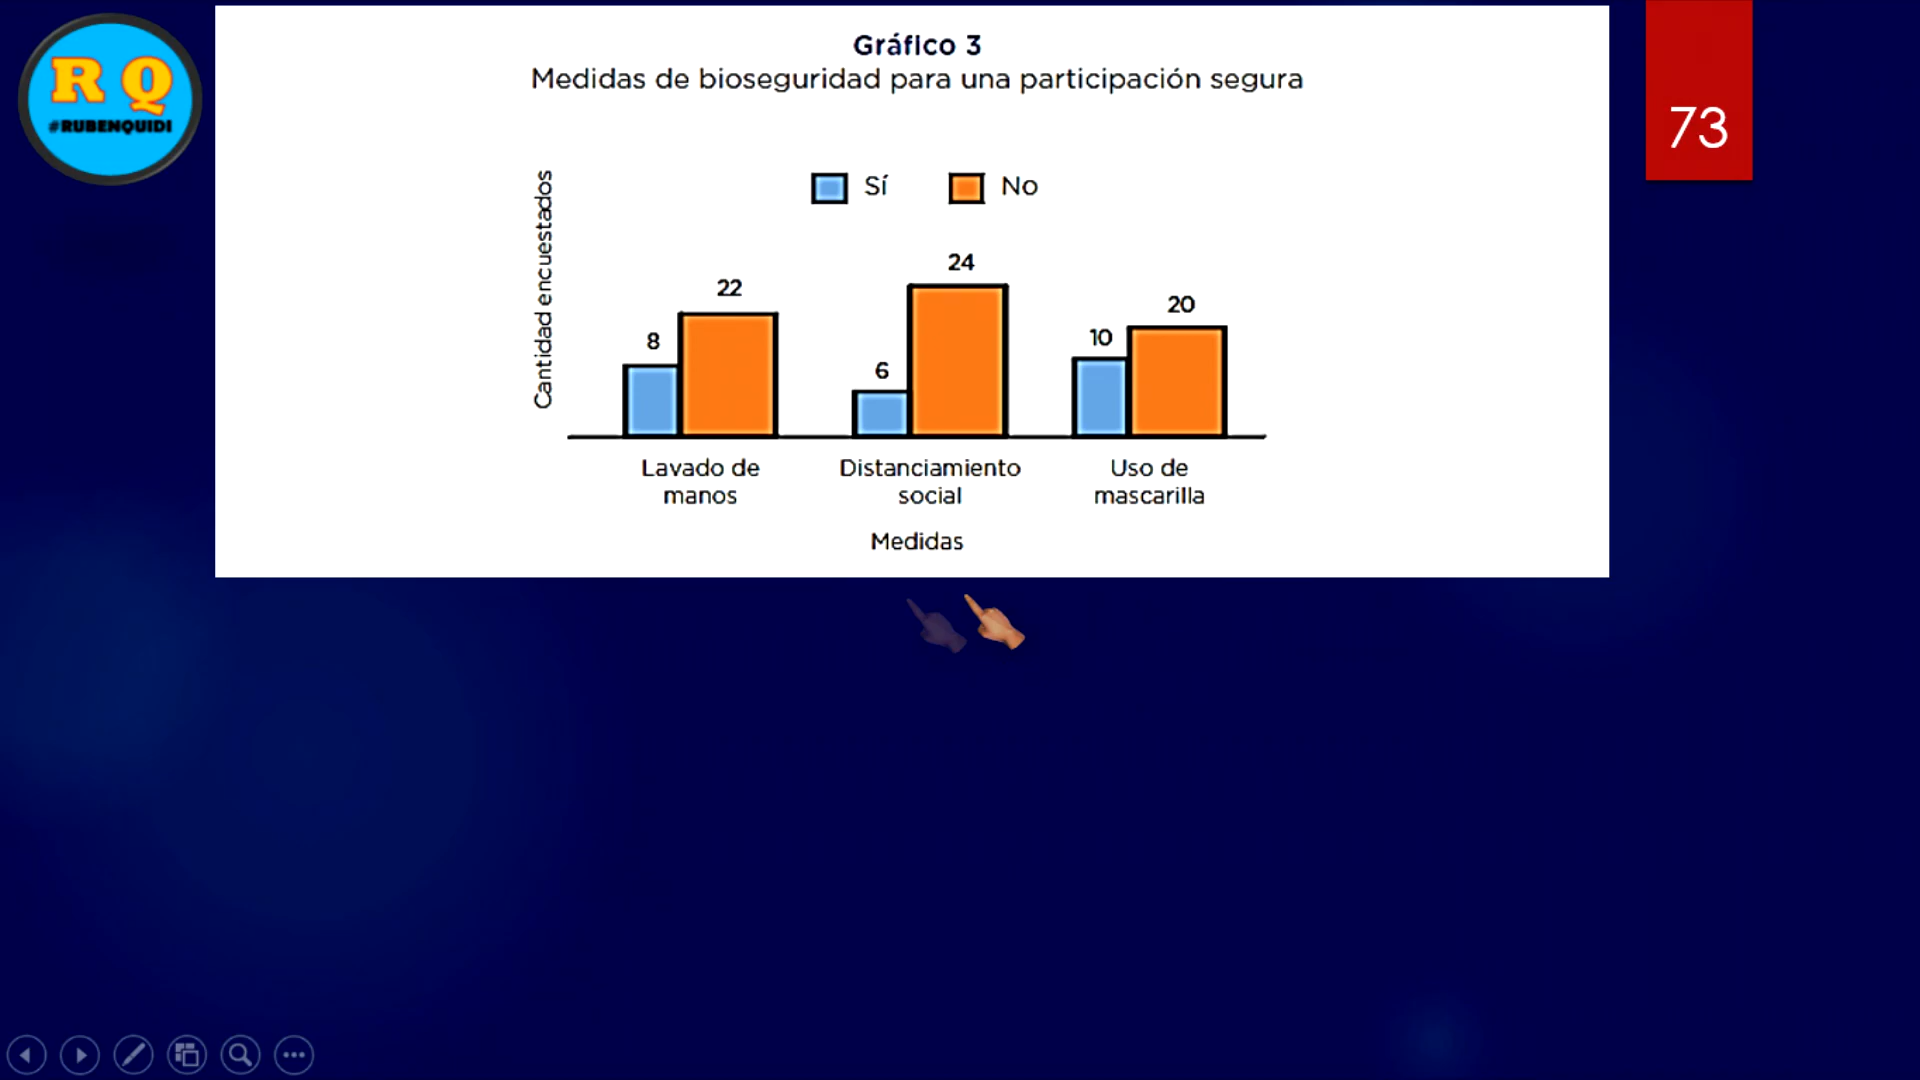 R Q
#RUBENQUIDI
Gráfico 3
Medidas de bioseguridad para una participación segura
73
Sí
No
Cantidad encuestados
8
22
6
24
10
20
Lavado de
manos
Distanciamiento
social
Uso de
mascarilla
Medidas